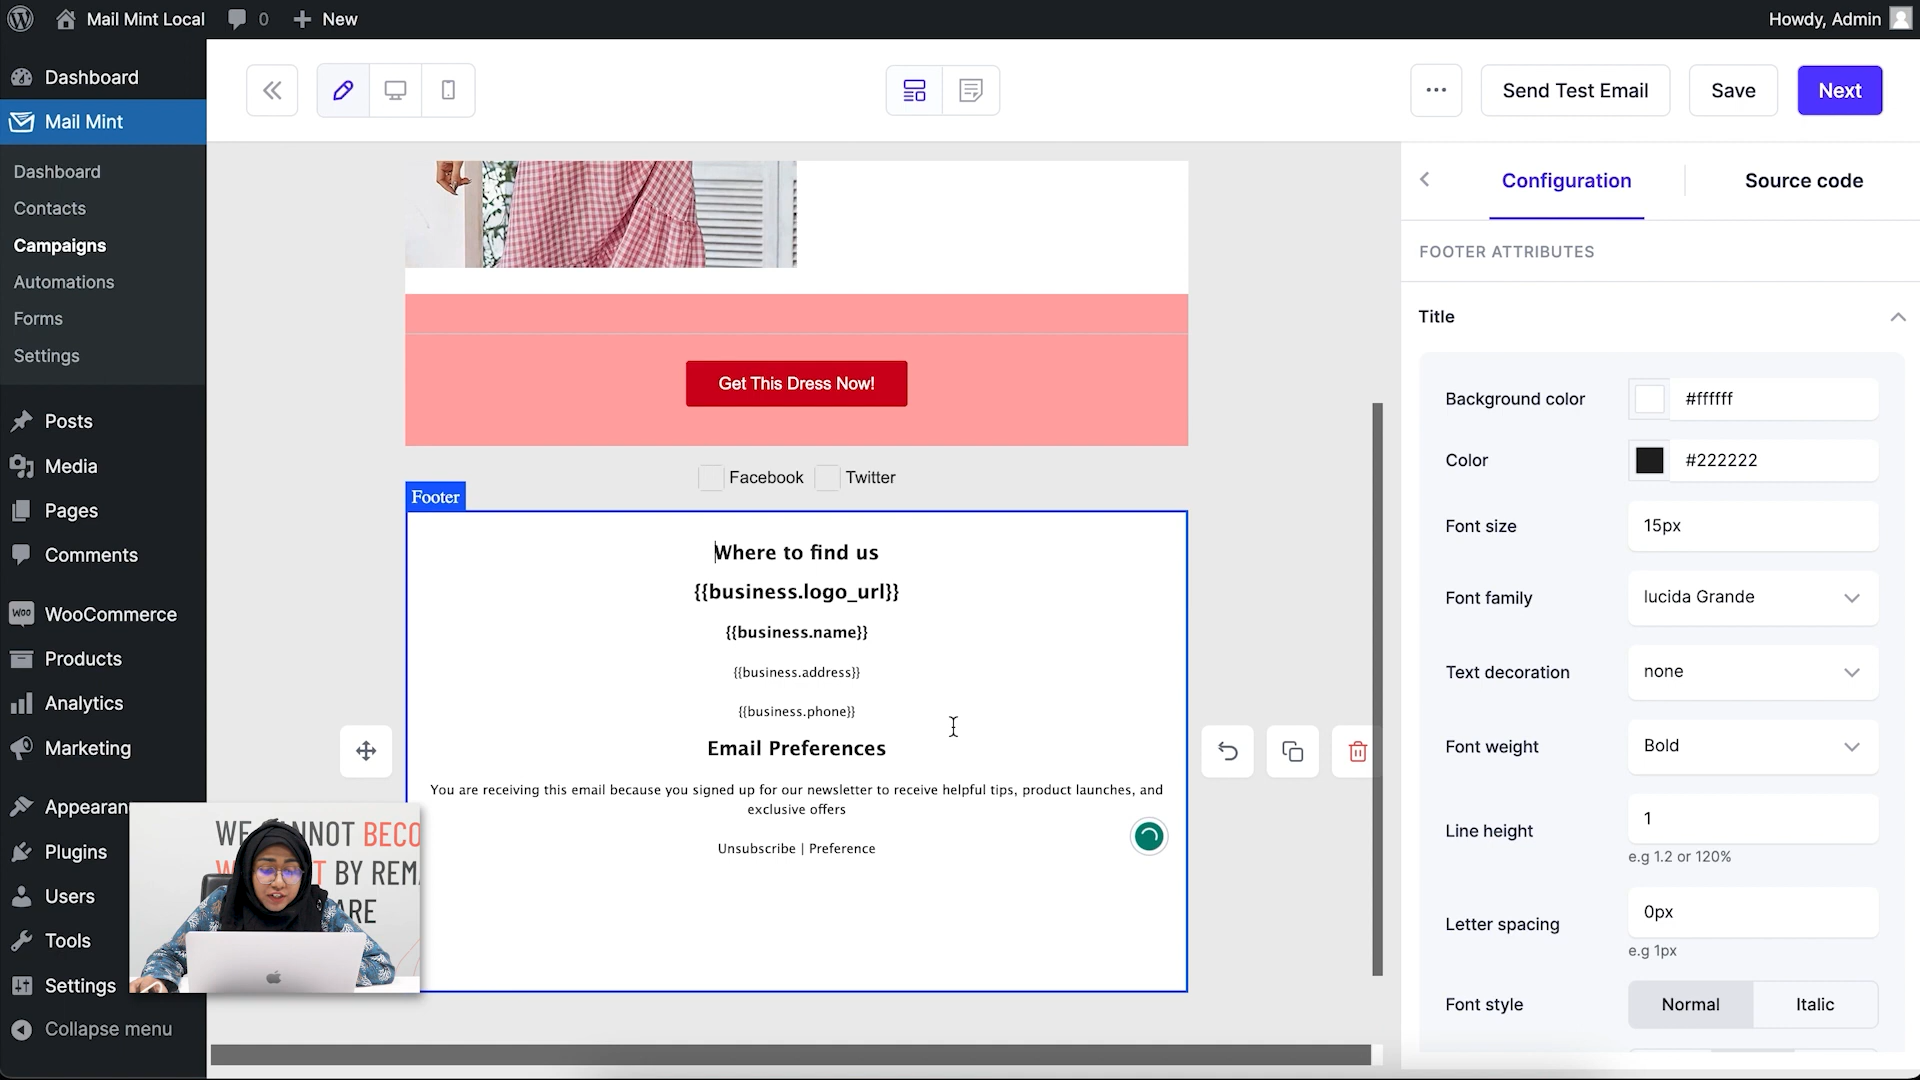 Mail Mint Local
0
New
Howdy, Admin
Dashboard
Mail Mint
Dashboard
Contacts
Campaigns
Automations
Forms
Settings
Posts
Media
Pages
Comments
Woo
WooCommerce
Products
Analytics
Marketing
Appearan
Plugins
Users
Tools
Settings
Collapse menu
Send Test Email
Save
Next
Get This Dress Now!
Facebook
Twitter
Footer
Where to find us
{{business.logo_url}}
{{business.name}}
{{business.address}}
{{business.phone}}
Email Preferences
You are receiving this email because you signed up for our newsletter to receive helpful tips, product launches, and
exclusive offers
Unsubscribe | Preference
Configuration
Source code
FOOTER ATTRIBUTES
Title
Background color
#ffffff
Color
#222222
Font size
15px
Font family
lucida Grande
Text decoration
none
Font weight
Bold
Line height
1
e.g 1.2 or 120%
Letter spacing
0px
e.g 1px
Font style
Normal
Italic
BECO
BY REM